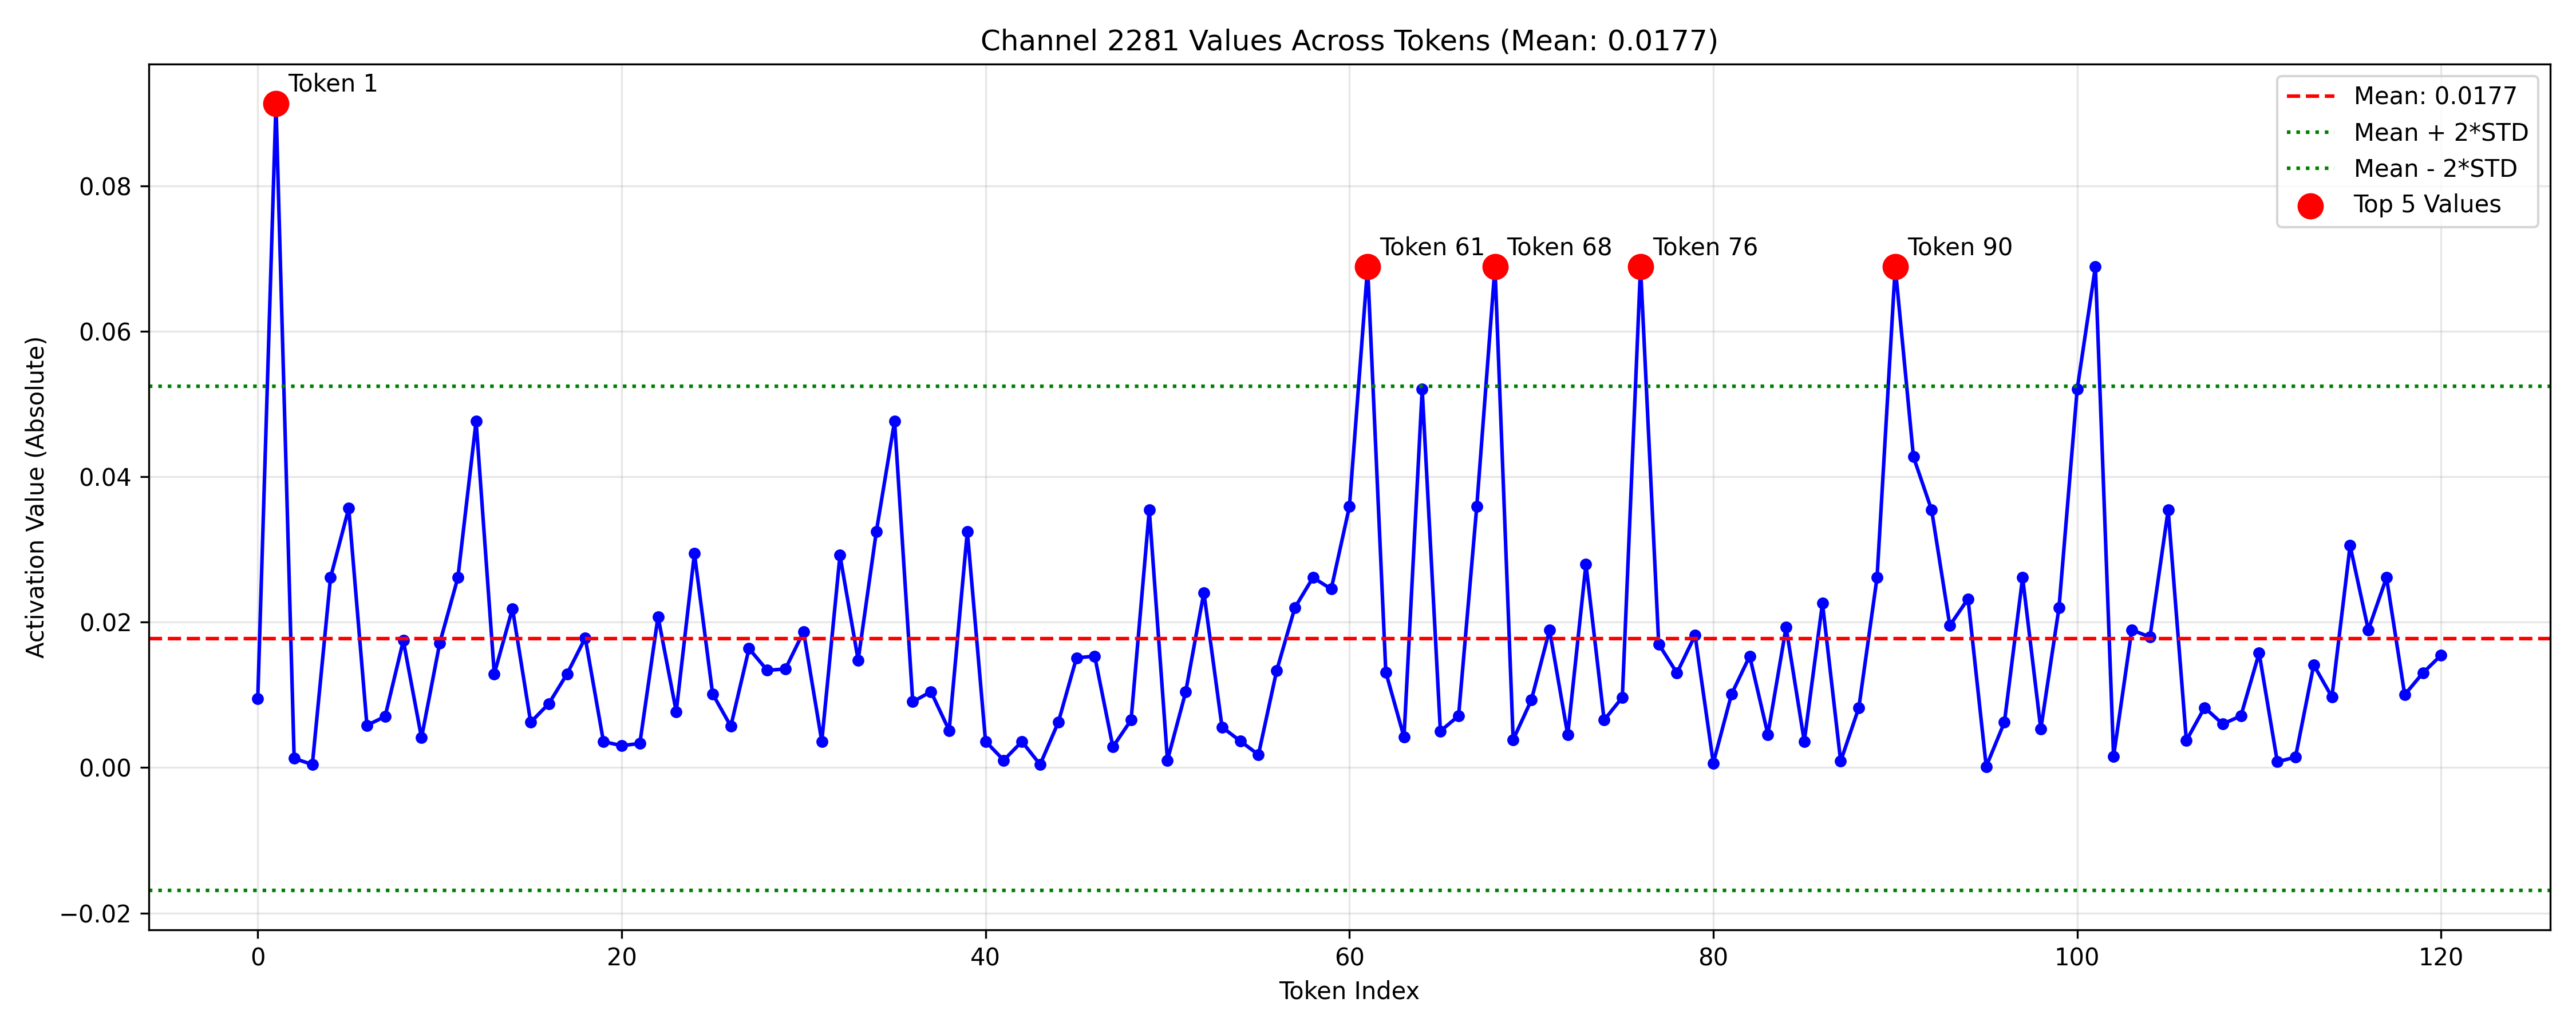 Channel 2281 Values Across Tokens (Mean: 0.0177)
Token 1
Mean: 0.0177
Mean + 2*STD
Mean - 2*STD
Top 5 Values
Token 61
Token 68
Token 76
Token 90
Activation Value (Absolute)
0.08
0.06
0.04
0.02
0.00
−0.02
0
20
40
60
80
100
120
Token Index